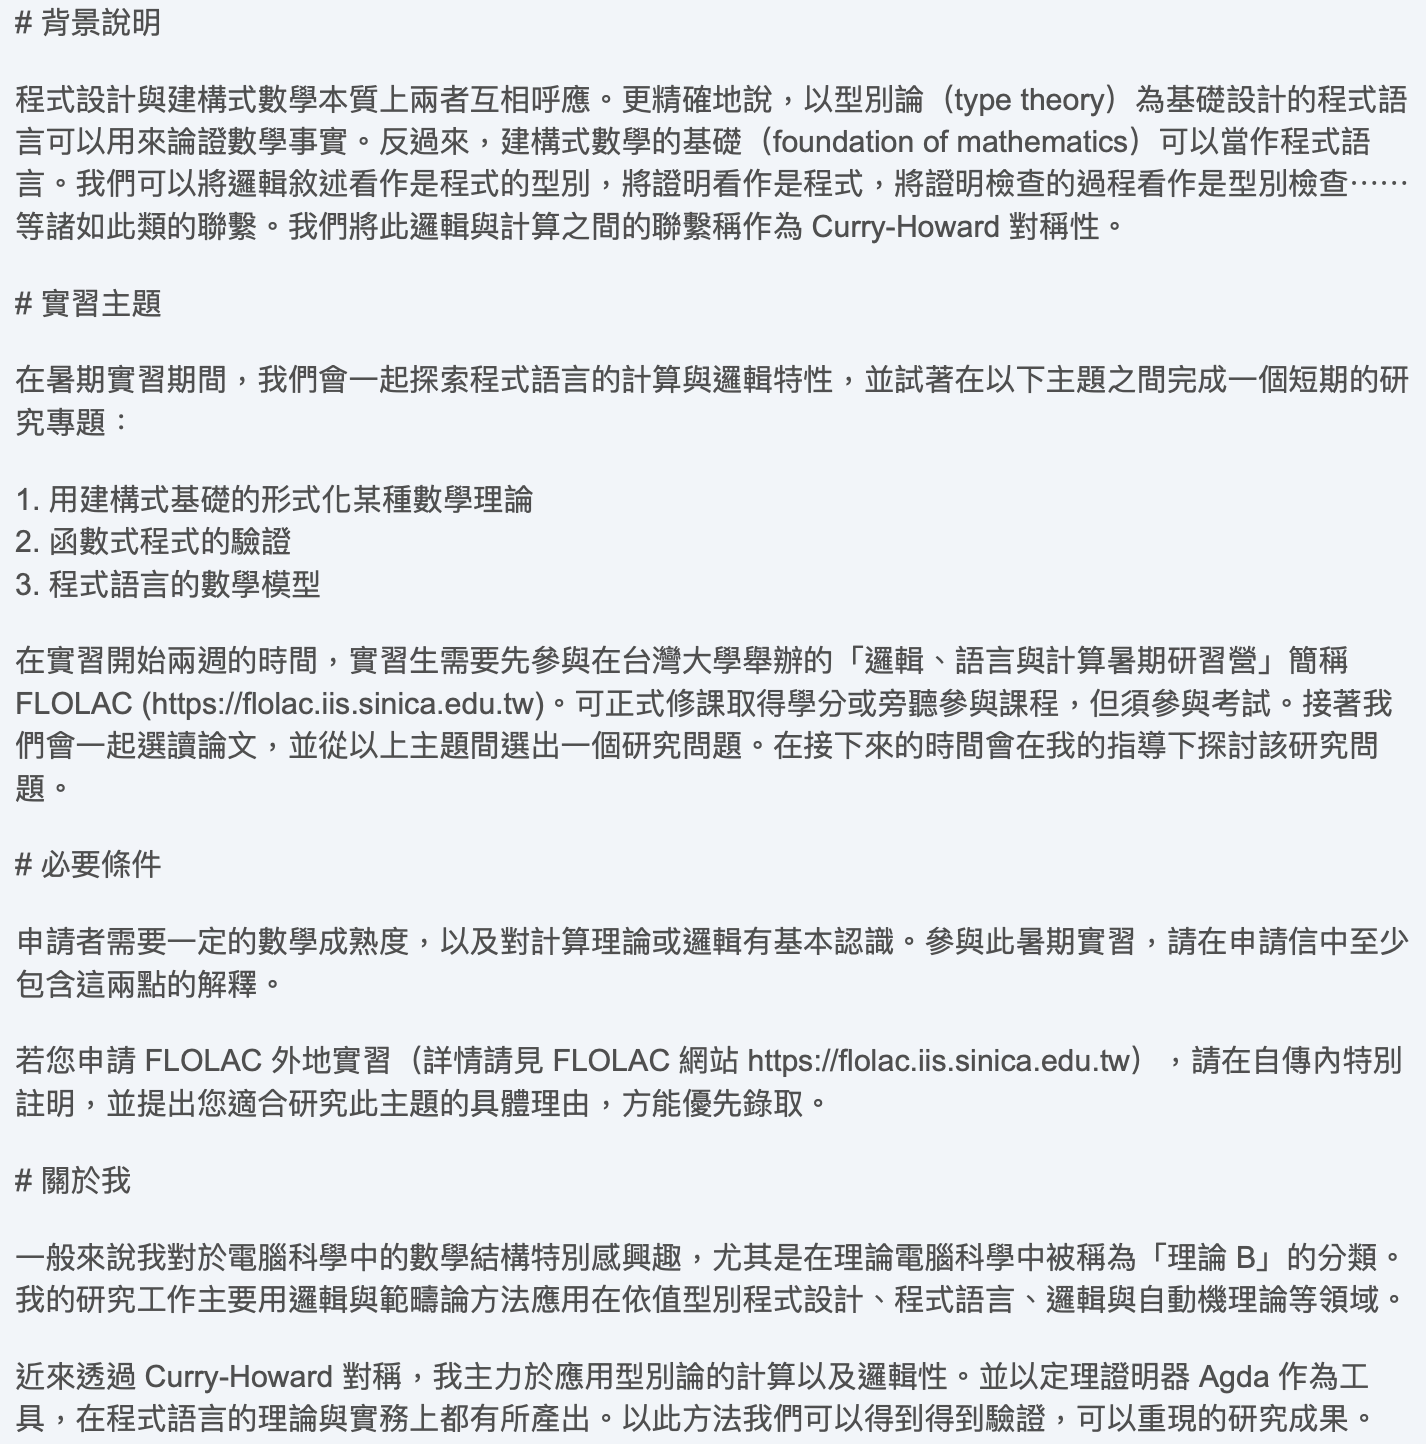 # 背景說明
程式設計與建構式數學本質上兩者互相呼應。更精確地說，以型別論（type theory）為基礎設計的程式語
言可以用來論證數學事實。反過來，建構式數學的基礎（foundation of mathematics）可以當作程式語
言。我們可以將邏輯敘述看作是程式的型別，將證明看作是程式，將證明檢查的過程看作是型別檢查⋯⋯
等諸如此類的聯繫。我們將此邏輯與計算之間的聯繫稱作為 Curry-Howard 對稱性。
# 實習主題
在暑期實習期間，我們會一起探索程式語言的計算與邏輯特性，並試著在以下主題之間完成一個短期的研
究專題：
1. 用建構式基礎的形式化某種數學理論
2. 函數式程式的驗證
3. 程式語言的數學模型
在實習開始兩週的時間，實習生需要先參與在台灣大學舉辦的「邏輯、語言與計算暑期研習營」簡稱
FLOLAC (https://flolac.iis.sinica.edu.tw)。可正式修課取得學分或旁聽參與課程，但須參與考試。接著我
們會一起選讀論文，並從以上主題間選出一個研究問題。在接下來的時間會在我的指導下探討該研究問
題。
# 必要條件
申請者需要一定的數學成熟度，以及對計算理論或邏輯有基本認識。參與此暑期實習，請在申請信中至少
包含這兩點的解釋。
若您申請 FLOLAC 外地實習（詳情請見 FLOLAC 網站 https://flolac.iis.sinica.edu.tw），請在自傳內特別
註明，並提出您適合研究此主題的具體理由，方能優先錄取。
# 關於我
一般來說我對於電腦科學中的數學結構特別感興趣，尤其是在理論電腦科學中被稱為「理論 B」的分類。
我的研究工作主要用邏輯與範疇論方法應用在依值型別程式設計、程式語言、邏輯與自動機理論等領域。
近來透過 Curry-Howard 對稱，我主力於應用型別論的計算以及邏輯性。並以定理證明器 Agda 作為工
具，在程式語言的理論與實務上都有所產出。以此方法我們可以得到得到驗證，可以重現的研究成果。